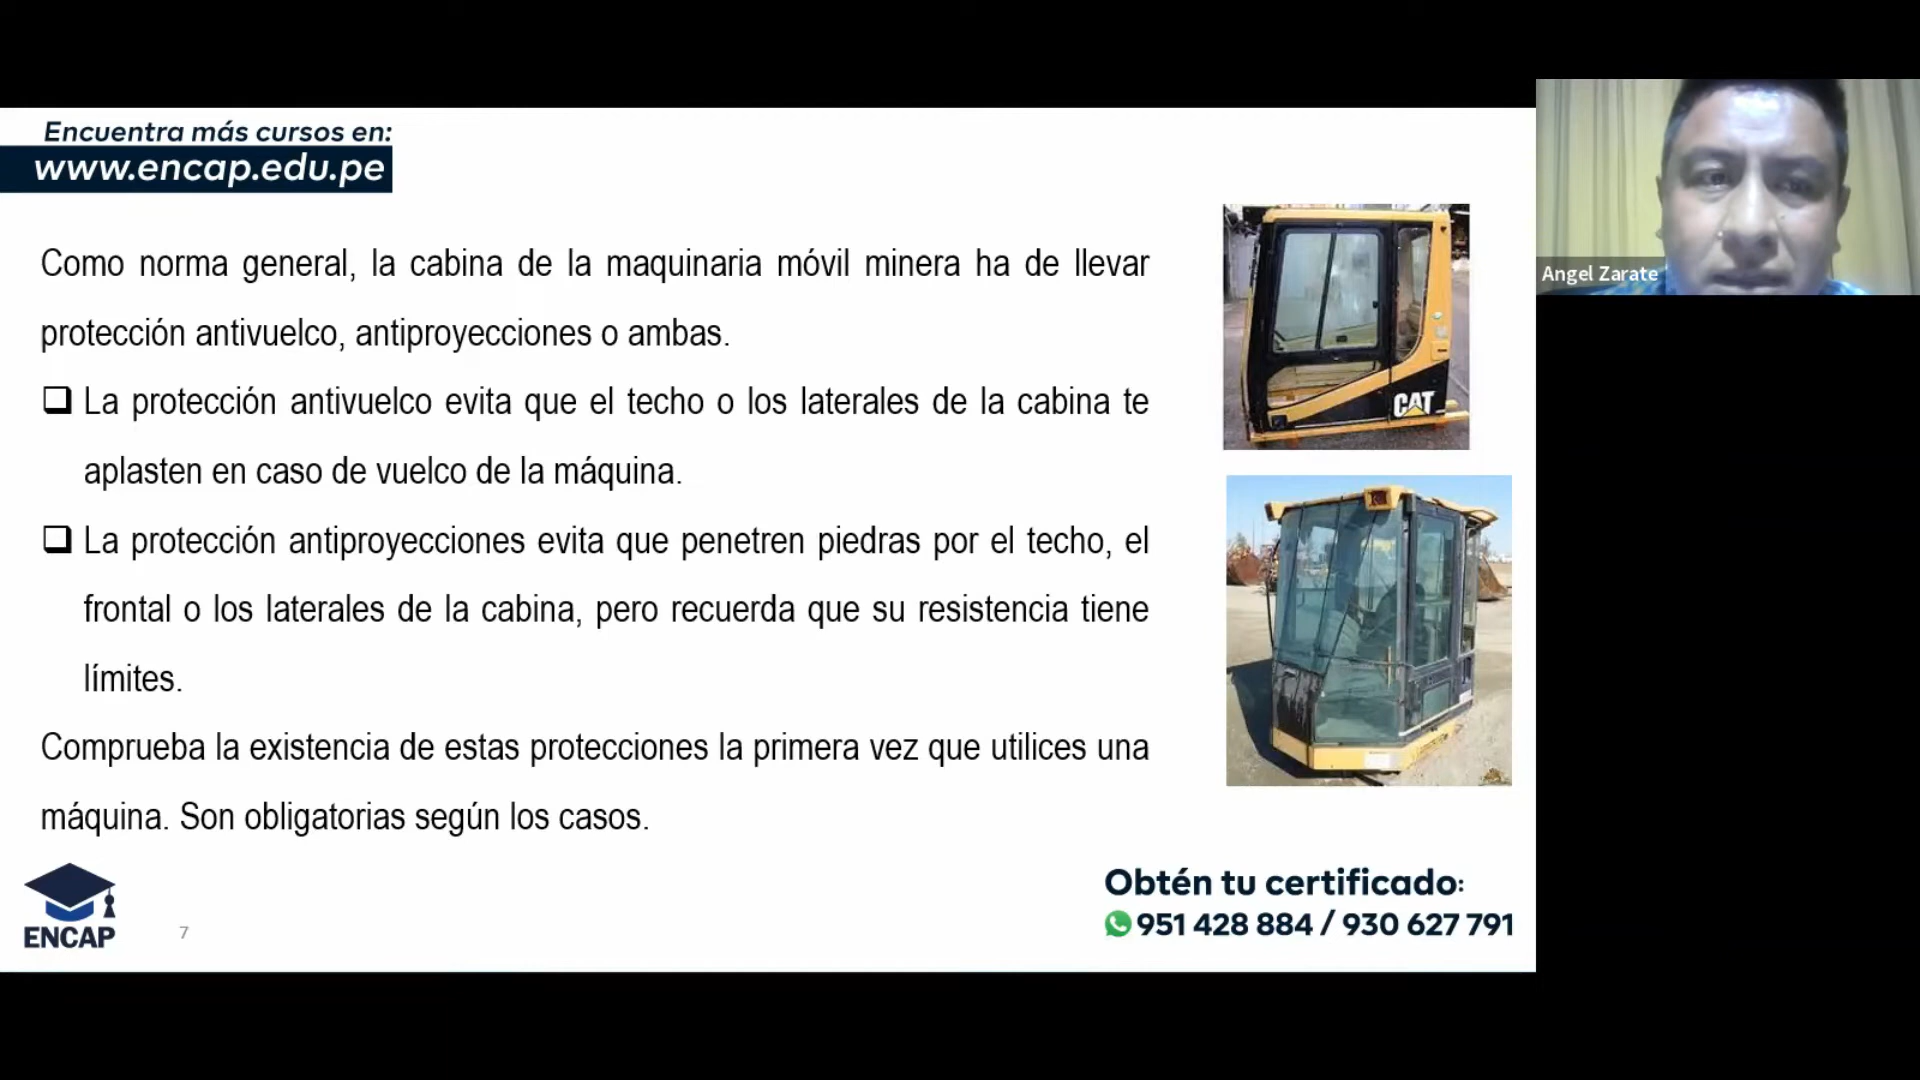 Encuentra más cursos en:
www.encap.edu.pe
Como norma general, la cabina de la maquinaria móvil minera ha de llevar
protección antivuelco, antiproyecciones o ambas.
La protección antivuelco evita que el techo o los laterales de la cabina te
aplasten en caso de vuelco de la máquina.
La protección antiproyecciones evita que penetren piedras por el techo, el
frontal o los laterales de la cabina, pero recuerda que su resistencia tiene
límites.
Comprueba la existencia de estas protecciones la primera vez que utilices una
máquina. Son obligatorias según los casos.
CAT
ENCAP
7
Obtén tu certificado:
951 428 884 / 930 627 791
Angel Zarate